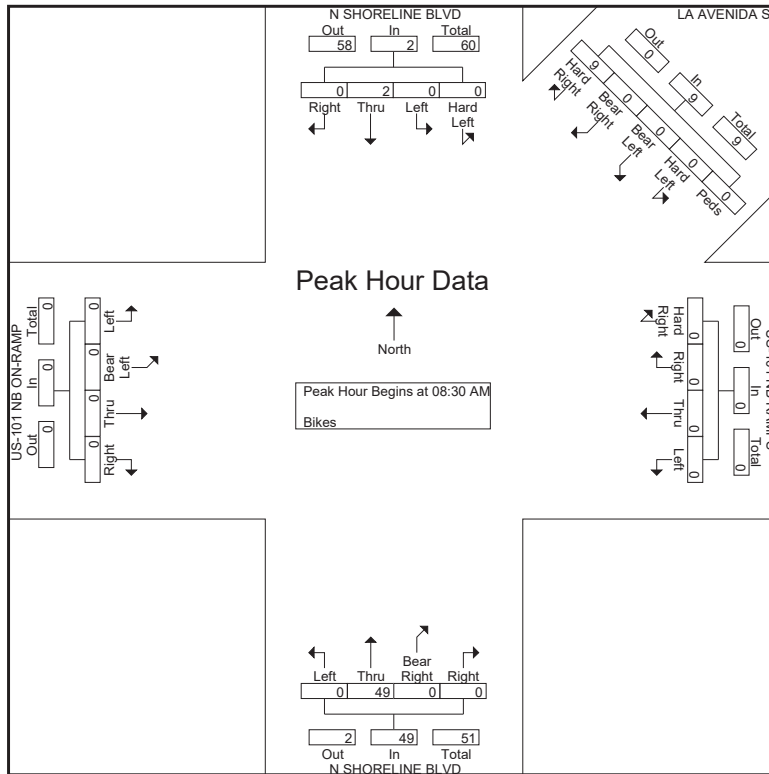 N SHORELINE BLVD
Out In Total
58 2 60
0 2 0 0
Right Thru Left Hard
Left
LA AVENIDA S
Out
0
In
9
Total
9
9 0 0 0 0
Hard
Right
Bear
Right
Bear
Left
Hard
Left
Peds
Peak Hour Data
North
Peak Hour Begins at 08:30 AM
Bikes
US-101 NB ON-RAMP
Total In Out
0 0 0
0 0 0 0
Left
Bear
Left
Thru
Right
Hard
Right
Right
Thru
Left
0 0 0 0
Out In Total
0 0 0
Bear
Left Thru Right Right
0 49 0 0
2 49 51
Out In Total
N SHORELINE BLVD